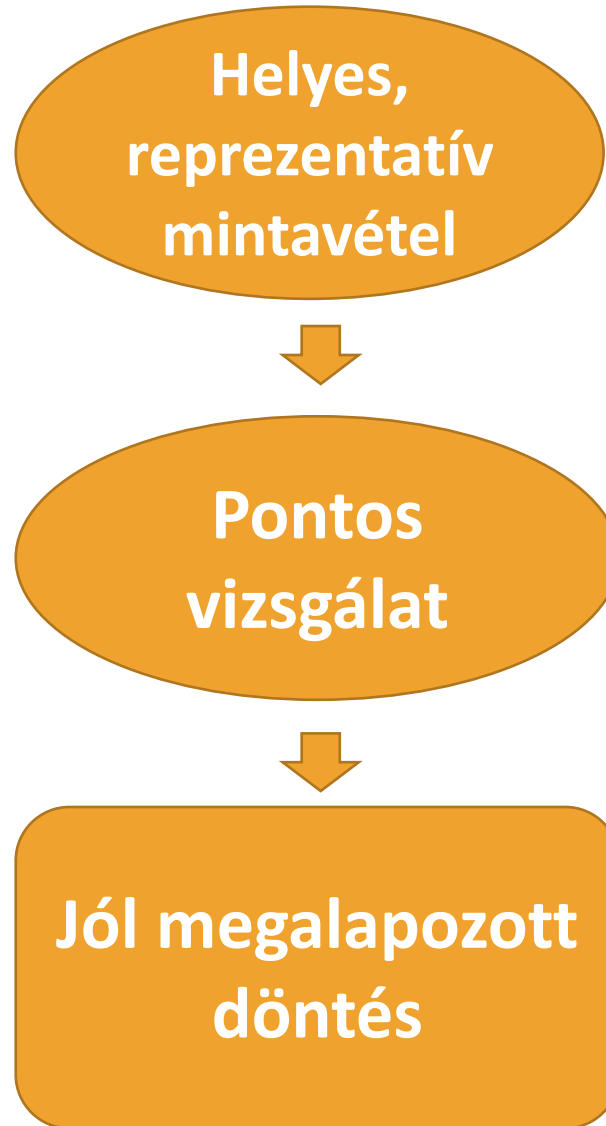 Helyes,
reprezentatív
mintavétel
Pontos
vizsgálat
Jól megalapozott
döntés